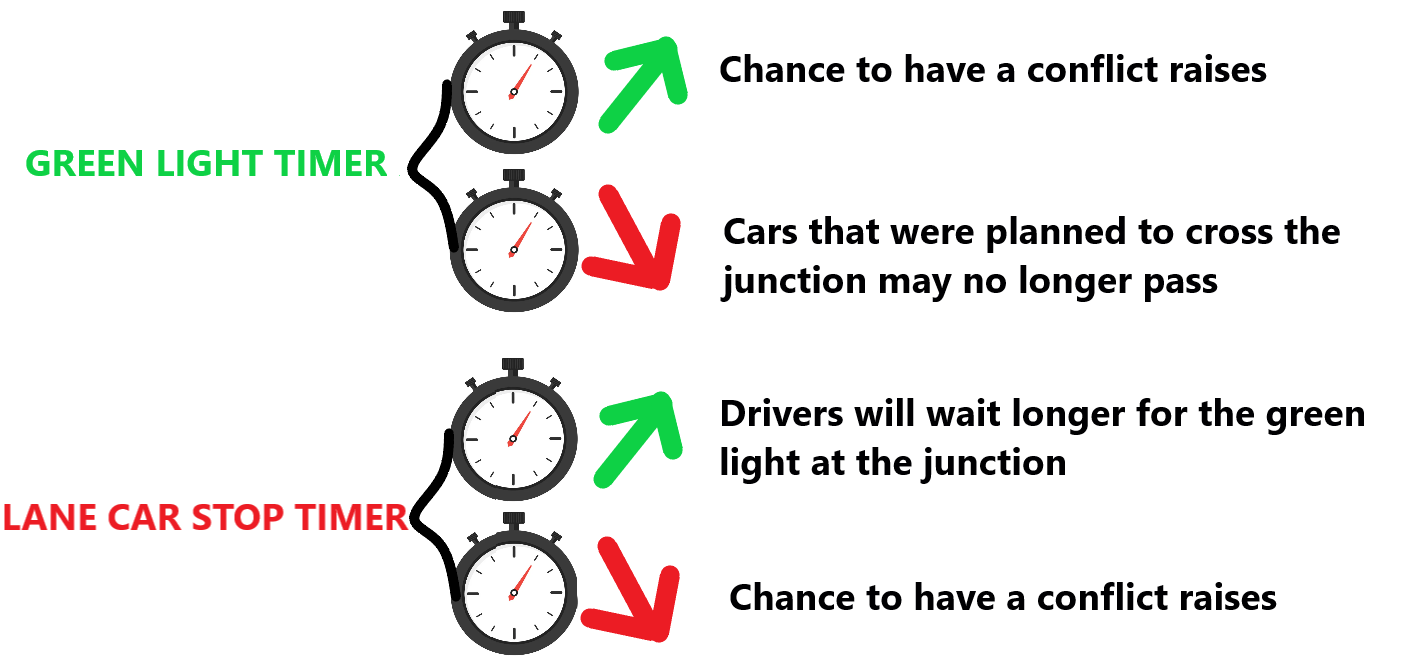 Chance to have a conflict raises
GREEN LIGHT TIMER
Cars that were planned to cross the
junction may no longer pass
Drivers will wait longer for the green
light at the junction
LANE CAR STOP TIMER
Chance to have a conflict raises